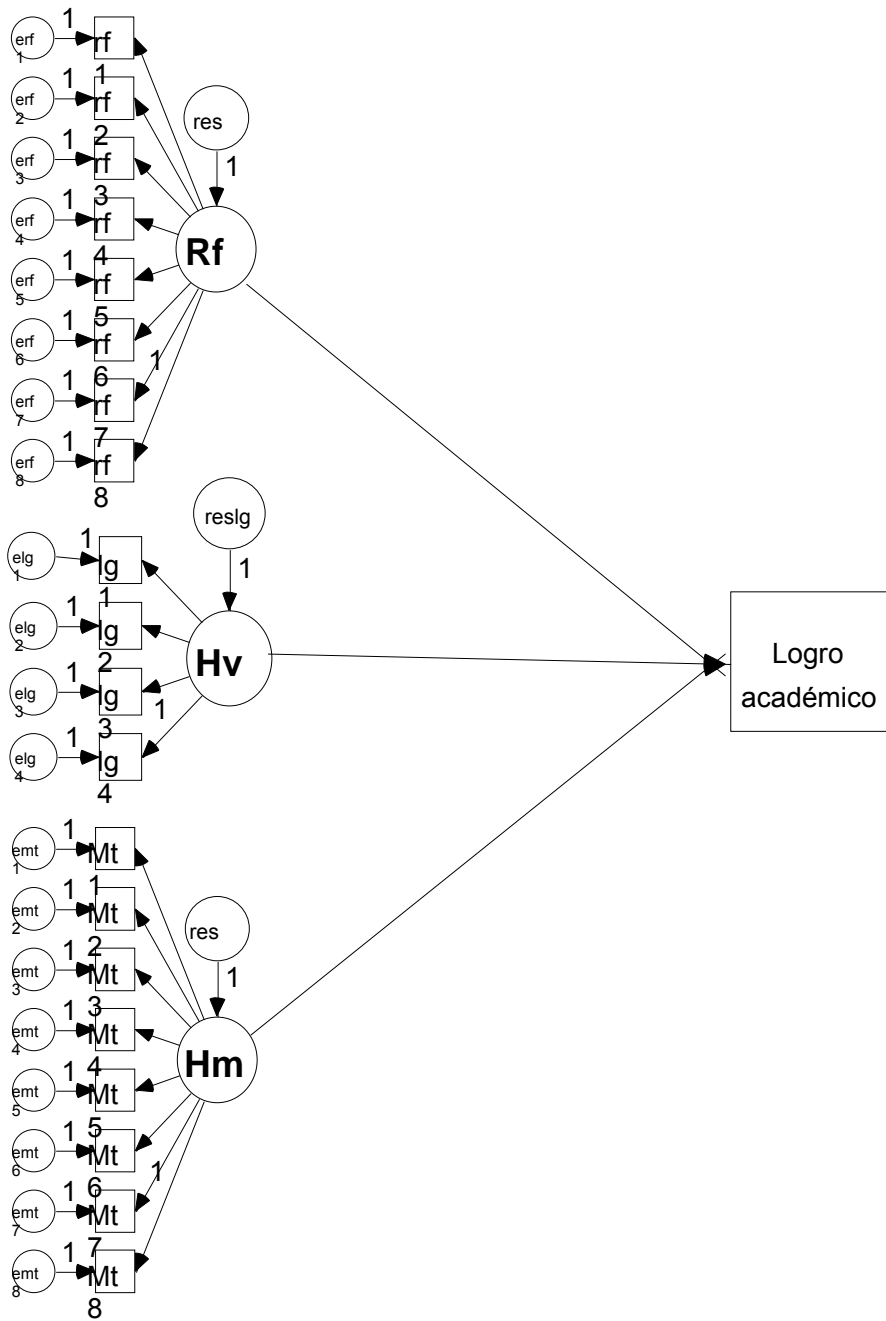 erf 1 1 rf 1
erf 2 1 rf 2
res
erf 3 1 rf 3
1
erf 4 1 rf 4
Rf
erf 5 1 rf 5
erf 6 1 rf 6
1
erf 7 1 rf 7
erf 8 1 rf 8
reslg
elg 1 1 lg 1
1
elg 2 1 lg 2
Hv
elg 3 1 lg 3
1
elg 4 1 lg 4
Logro
académico
emt 1 1 Mt 1
emt 2 1 Mt 2
res
emt 3 1 Mt 3
1
emt 4 1 Mt 4
Hm
emt 5 1 Mt 5
emt 6 1 Mt 6
1
emt 7 1 Mt 7
emt 8 1 Mt 8